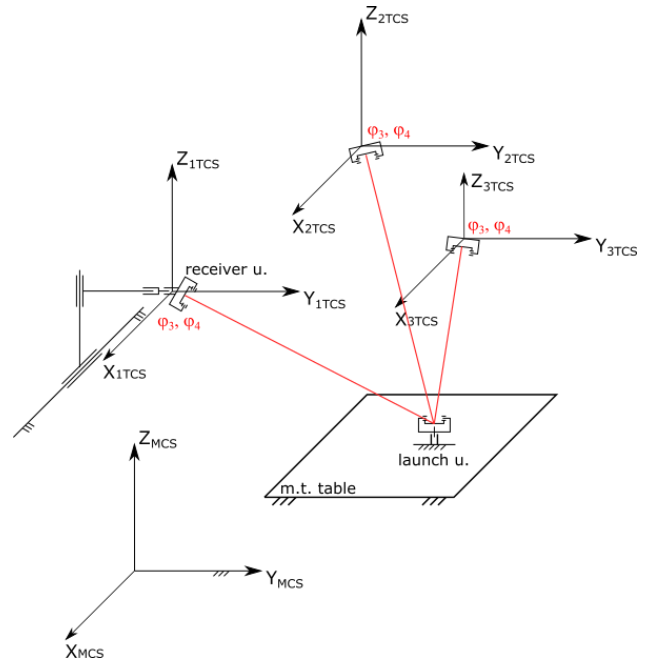 Z2TCS
φ3, φ4
Y2TCS
X2TCS
Z3TCS
φ3, φ4
Y3TCS
X3TCS
Z1TCS
receiver u.
Y1TCS
φ3, φ4
X1TCS
launch u.
m.t. table
ZMCS
YMCS
XMCS